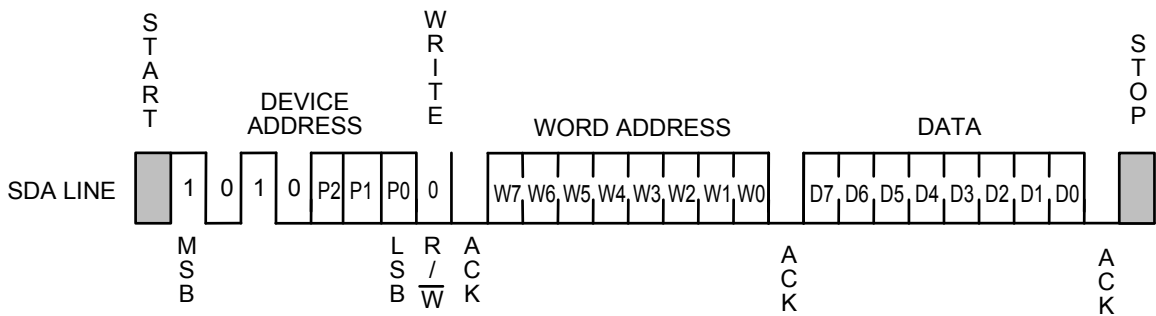 START
WRITE
STOP
DEVICE
ADDRESS
WORD ADDRESS
DATA
SDA LINE
1 0 1 0 P2 P1 P0 0 W7 W6 W5 W4 W3 W2 W1 W0 D7 D6 D5 D4 D3 D2 D1 D0
MSB
LSB
R/W̅
ACK
ACK
ACK